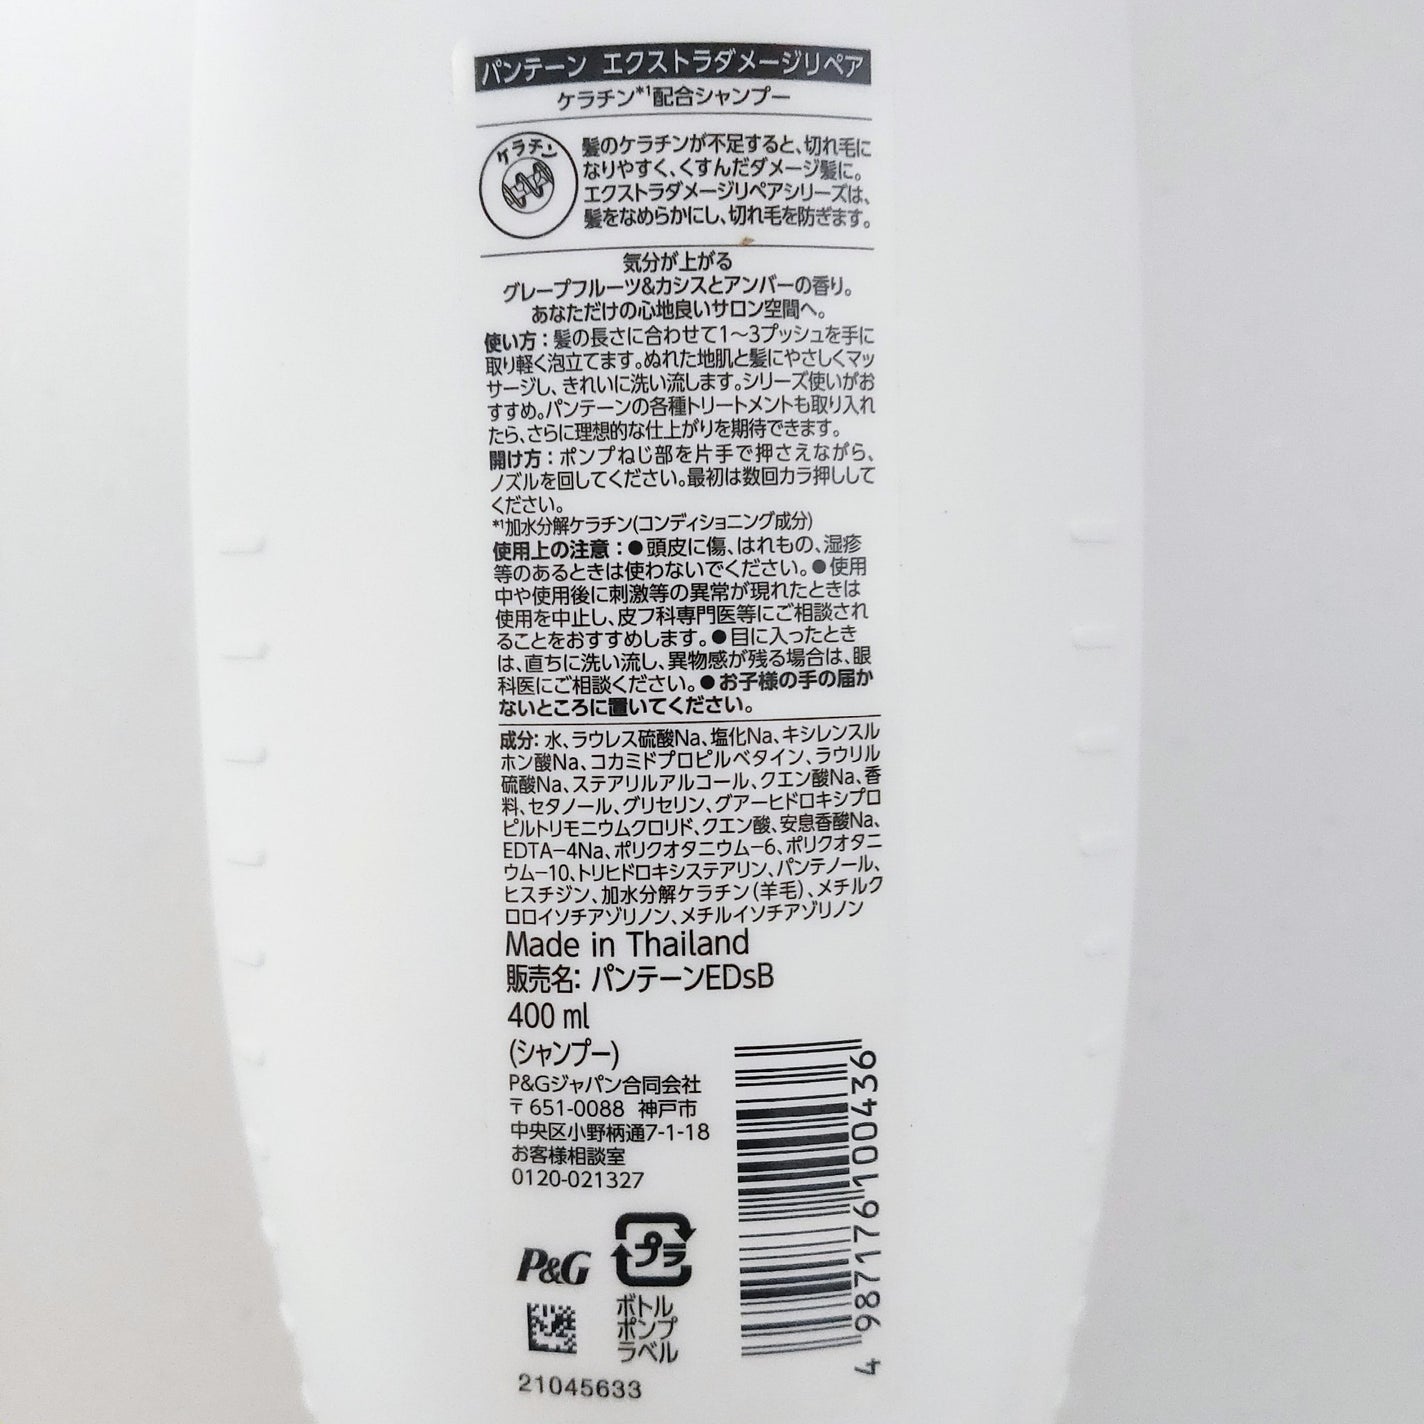 パンテーン エクストラダメージリペア
ケラチン*1配合シャンプー
ケラチン
髪のケラチンが不足すると、切れ毛に
なりやすく、くすんだダメージ髪に。
エクストラダメージリペアシリーズは、
髪をなめらかにし、切れ毛を防ぎます。
気分が上がる
グレープフルーツ&カシスとアンバーの香り。
あなただけの心地良いサロン空間へ。
使い方：髪の長さに合わせて1〜3プッシュを手に
取り軽く泡立てます。ぬれた地肌と髪にやさしくマッ
サージし、きれいに洗い流します。シリーズ使いがお
すすめ。パンテーンの各種トリートメントも取り入れ
たら、さらに理想的な仕上がりを期待できます。
開け方：ポンプねじ部を片手で押さえながら、
ノズルを回してください。最初は数回カラ押しして
ください。
*1加水分解ケラチン(コンディショニング成分)
使用上の注意：●頭皮に傷、はれもの、湿疹
等のあるときは使わないでください。●使用
中や使用後に刺激等の異常が現れたときは
使用を中止し、皮フ科専門医等にご相談され
ることをおすすめします。●目に入ったとき
は、直ちに洗い流し、異物感が残る場合は、眼
科医にご相談ください。●お子様の手の届か
ないところに置いてください。
成分：水、ラウレス硫酸Na、塩化Na、キシレンスル
ホン酸Na、コカミドプロピルベタイン、ラウリル
硫酸Na、ステアリルアルコール、クエン酸Na、香
料、セタノール、グリセリン、グアーヒドロキシプロ
ピルトリモニウムクロリド、クエン酸、安息香酸Na、
EDTA−4Na、ポリクオタニウム−6、ポリクオタニ
ウム−10、トリヒドロキシステアリン、パンテノール、
ヒスチジン、加水分解ケラチン（羊毛）、メチルク
ロロイソチアゾリノン、メチルイソチアゾリノン
Made in Thailand
販売名：パンテーンEDsB
400 ml
(シャンプー)
P&Gジャパン合同会社
〒651-0088 神戸市
中央区小野柄通7-1-18
お客様相談室
0120-021327
4 987176 100436
P&G
プラ
ボトル
ポンプ
ラベル
21045633